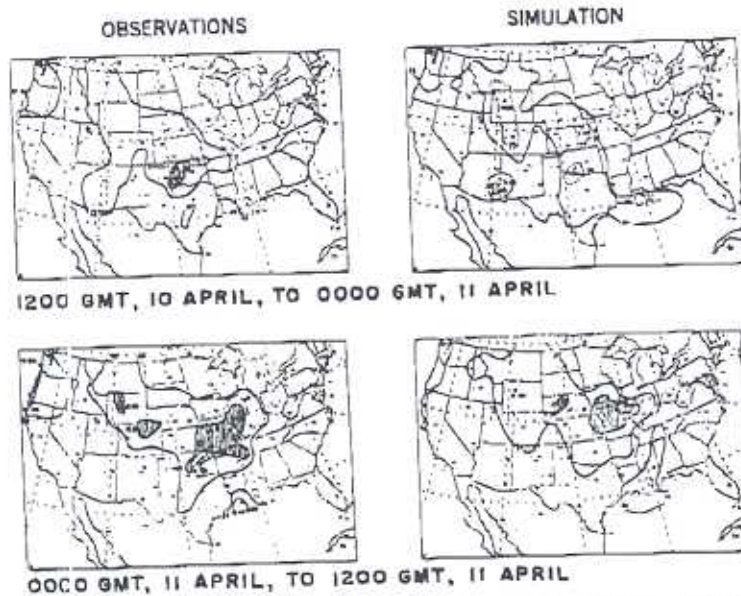 OBSERVATIONS
SIMULATION
1200 GMT, 10 APRIL, TO 0000 GMT, 11 APRIL
0000 GMT, 11 APRIL, TO 1200 GMT, 11 APRIL